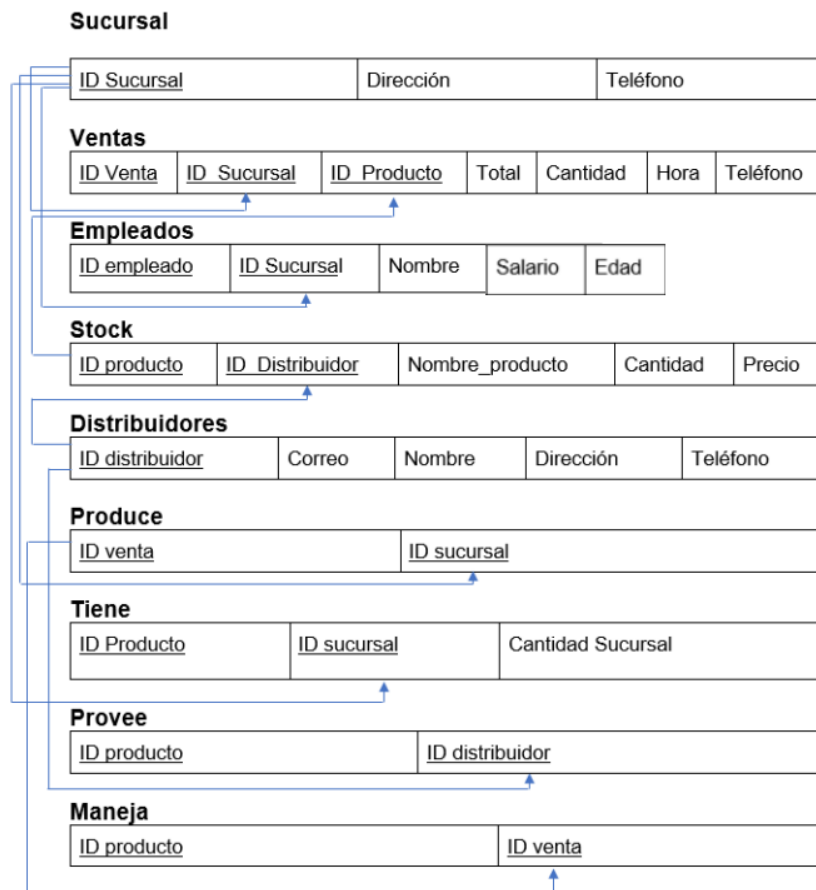 Sucursal
ID Sucursal Dirección Teléfono
Ventas
ID Venta ID_Sucursal ID_Producto Total Cantidad Hora Teléfono
Empleados
ID empleado ID Sucursal Nombre Salario Edad
Stock
ID producto ID_Distribuidor Nombre_producto Cantidad Precio
Distribuidores
ID distribuidor Correo Nombre Dirección Teléfono
Produce
ID venta ID sucursal
Tiene
ID Producto ID sucursal Cantidad Sucursal
Provee
ID producto ID distribuidor
Maneja
ID producto ID venta